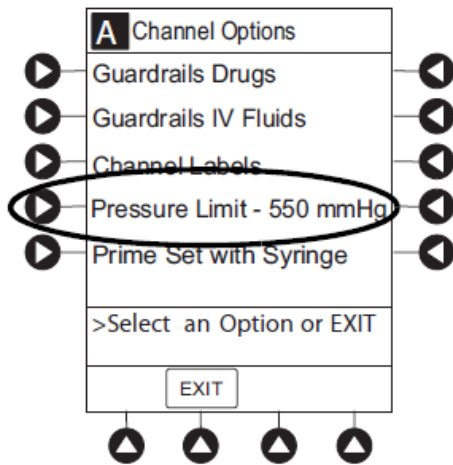 A Channel Options
Guardrails Drugs
Guardrails IV Fluids
Channel Labels
Pressure Limit - 550 mmHg
Prime Set with Syringe
>Select an Option or EXIT
EXIT